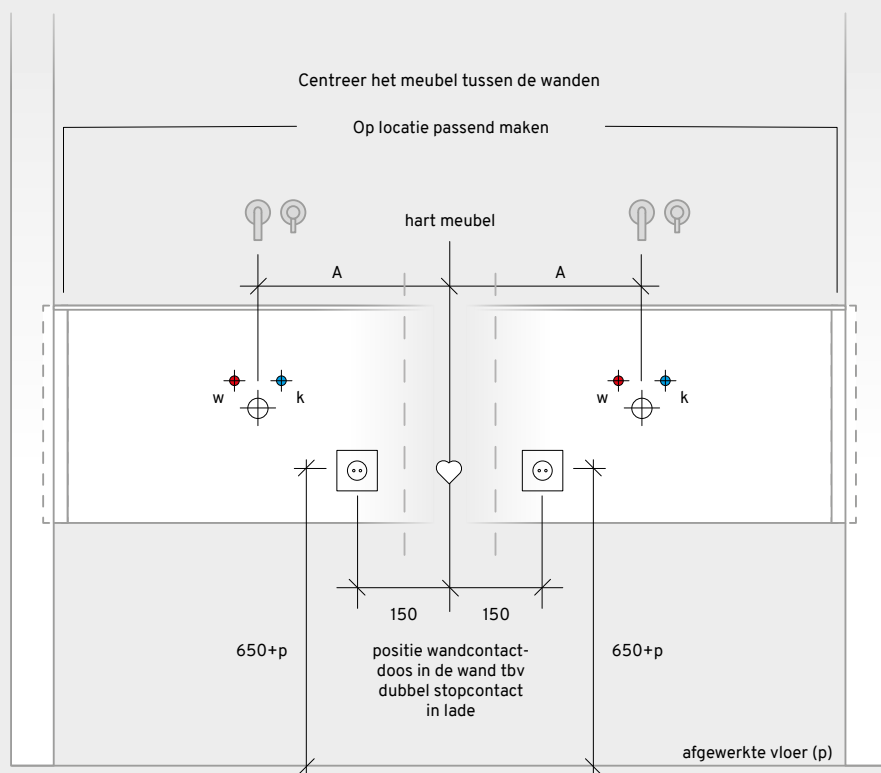 Centreer het meubel tussen de wanden
Op locatie passend maken
hart meubel
A
A
w
k
w
k
150
150
650+p
positie wandcontact-
doos in de wand tbv
dubbel stopcontact
in lade
650+p
afgewerkte vloer (p)